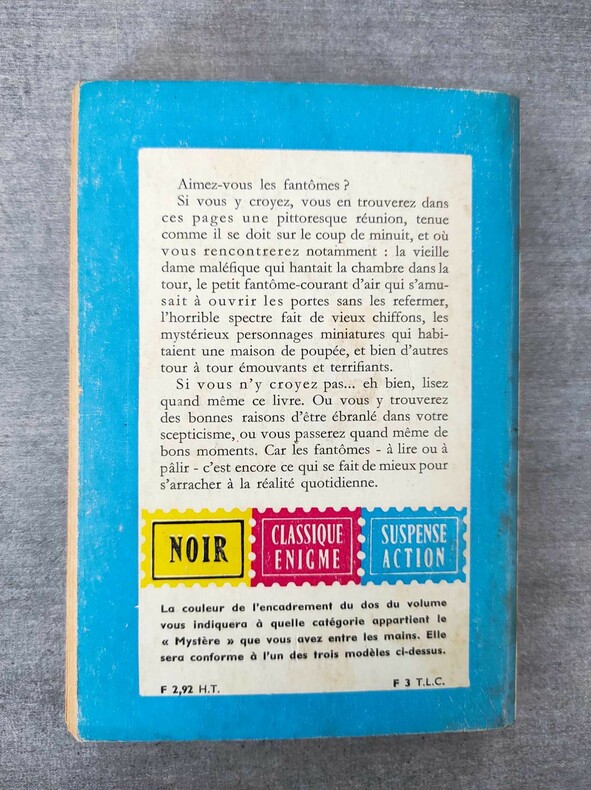 Aimez-vous les fantômes ?
Si vous y croyez, vous en trouverez dans
ces pages une pittoresque réunion, tenue
comme il se doit sur le coup de minuit, et où
vous rencontrerez notamment : la vieille
dame maléfique qui hantait la chambre dans la
tour, le petit fantôme-courant d'air qui s'amu-
sait à ouvrir les portes sans les refermer,
l'horrible spectre fait de vieux chiffons, les
mystérieux personnages miniatures qui habi-
taient une maison de poupée, et bien d'autres
tour à tour émouvants et terrifiants.
Si vous n'y croyez pas... eh bien, lisez
quand même ce livre. Ou vous y trouverez
des bonnes raisons d'être ébranlé dans votre
scepticisme, ou vous passerez quand même de
bons moments. Car les fantômes - à lire ou à
pâlir - c'est encore ce qui se fait de mieux pour
s'arracher à la réalité quotidienne.
NOIR
CLASSIQUE
ENIGME
SUSPENSE
ACTION
La couleur de l'encadrement du dos du volume
vous indiquera à quelle catégorie appartient le
« Mystère » que vous avez entre les mains. Elle
sera conforme à l'un des trois modèles ci-dessus.
F 2,92 H.T.
F 3 T.L.C.